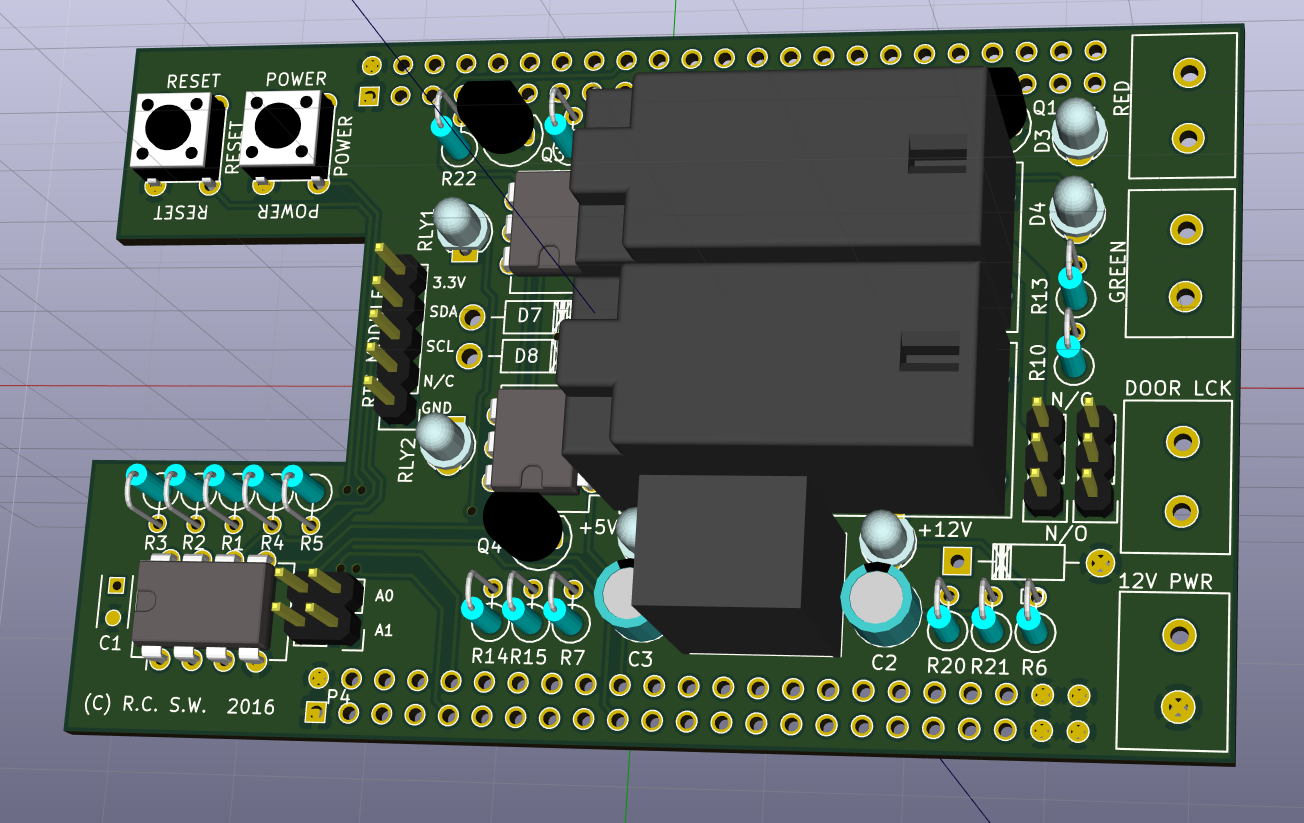 RESET
POWER
RESET
POWER
RESET
POWER
Q3
R22
RLY1
3.3V
SDA
SCL
N/C
GND
D7
D8
RLY2
Q1
D3
RED
D4
R13
GREEN
R10
N/C
DOOR LCK
N/O
+5V
+12V
12V PWR
R3 R2 R1 R4 R5
Q4
A0
A1
C1
R14 R15 R7
C3
C2
R20 R21 R6
P4
(C) R.C. S.W. 2016